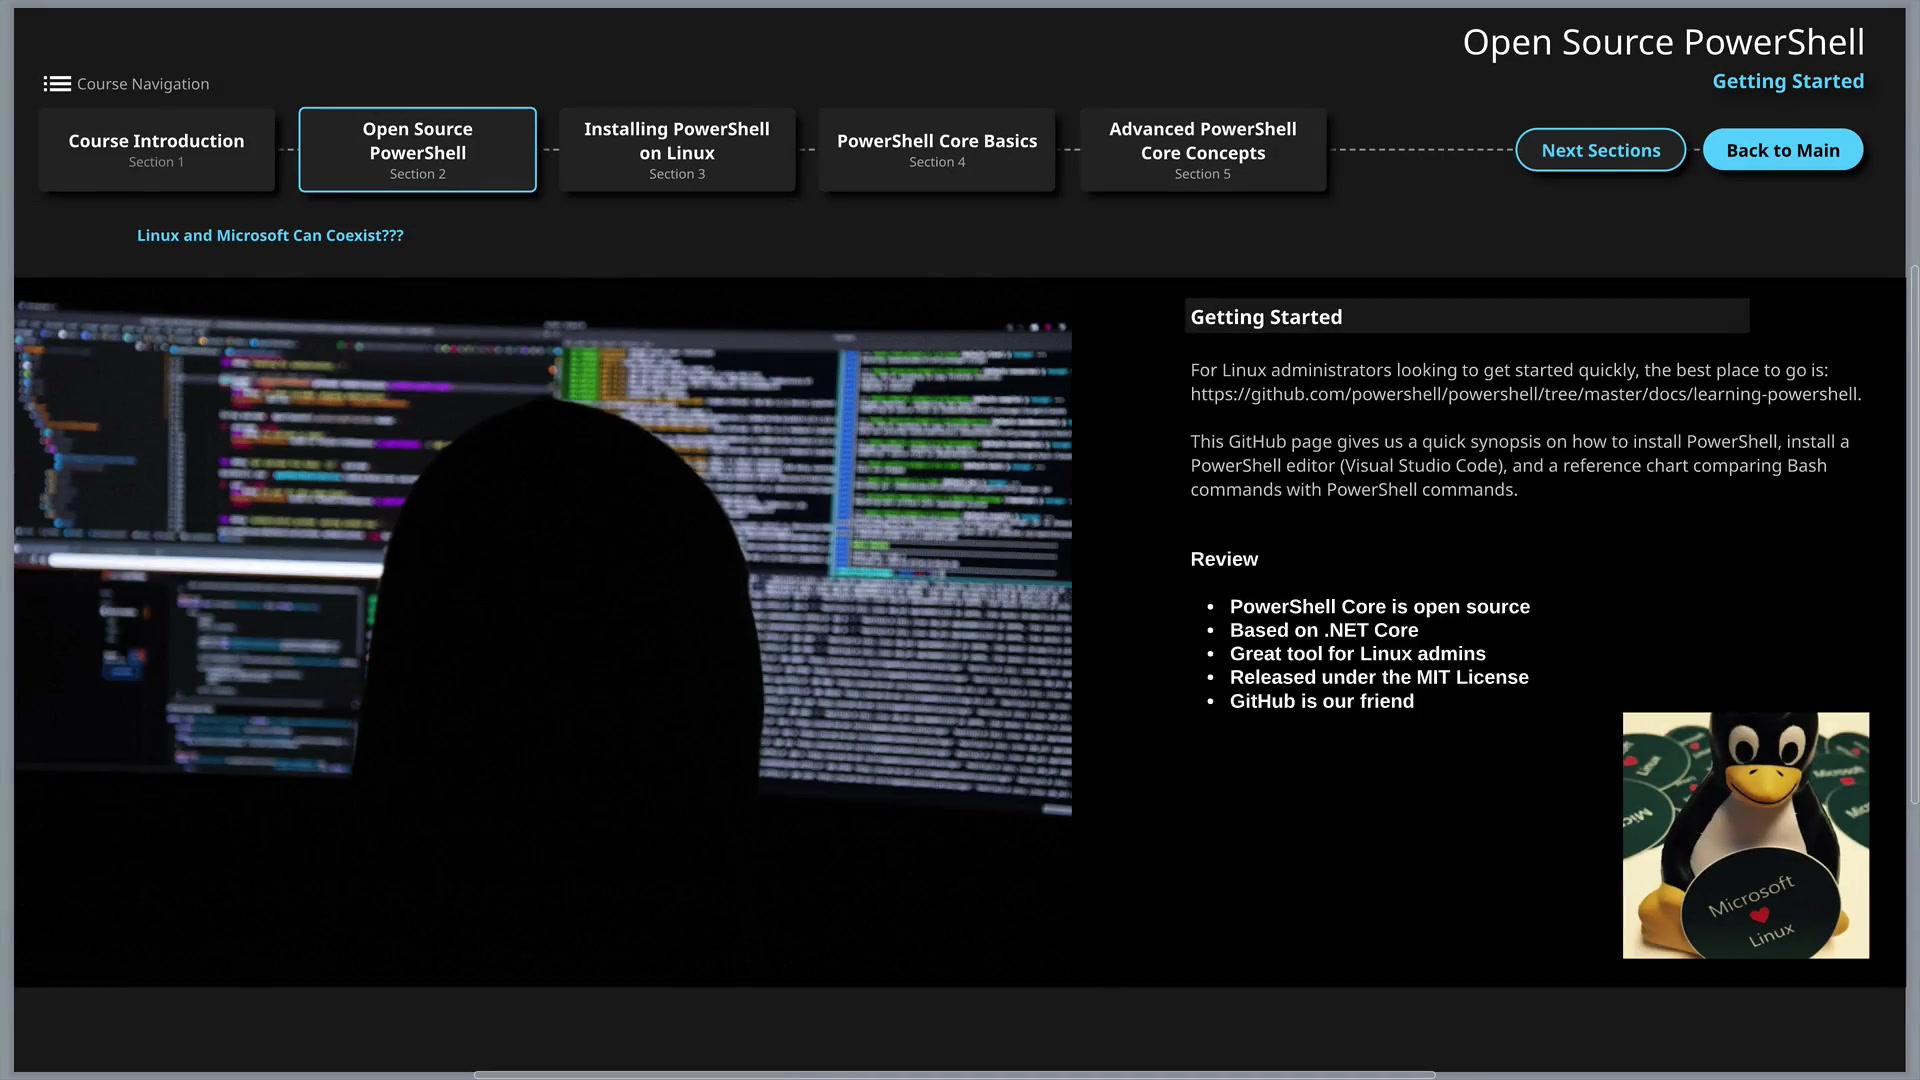 Open Source PowerShell
Getting Started
Course Navigation
Course Introduction
Section 1
Open Source
PowerShell
Section 2
Installing PowerShell
on Linux
Section 3
PowerShell Core Basics
Section 4
Advanced PowerShell
Core Concepts
Section 5
Next Sections
Back to Main
Linux and Microsoft Can Coexist???
Getting Started
For Linux administrators looking to get started quickly, the best place to go is:
https://github.com/powershell/powershell/tree/master/docs/learning-powershell.
This GitHub page gives us a quick synopsis on how to install PowerShell, install a
PowerShell editor (Visual Studio Code), and a reference chart comparing Bash
commands with PowerShell commands.
Review
• PowerShell Core is open source
• Based on .NET Core
• Great tool for Linux admins
• Released under the MIT License
• GitHub is our friend
Linux
Microsoft
Linux